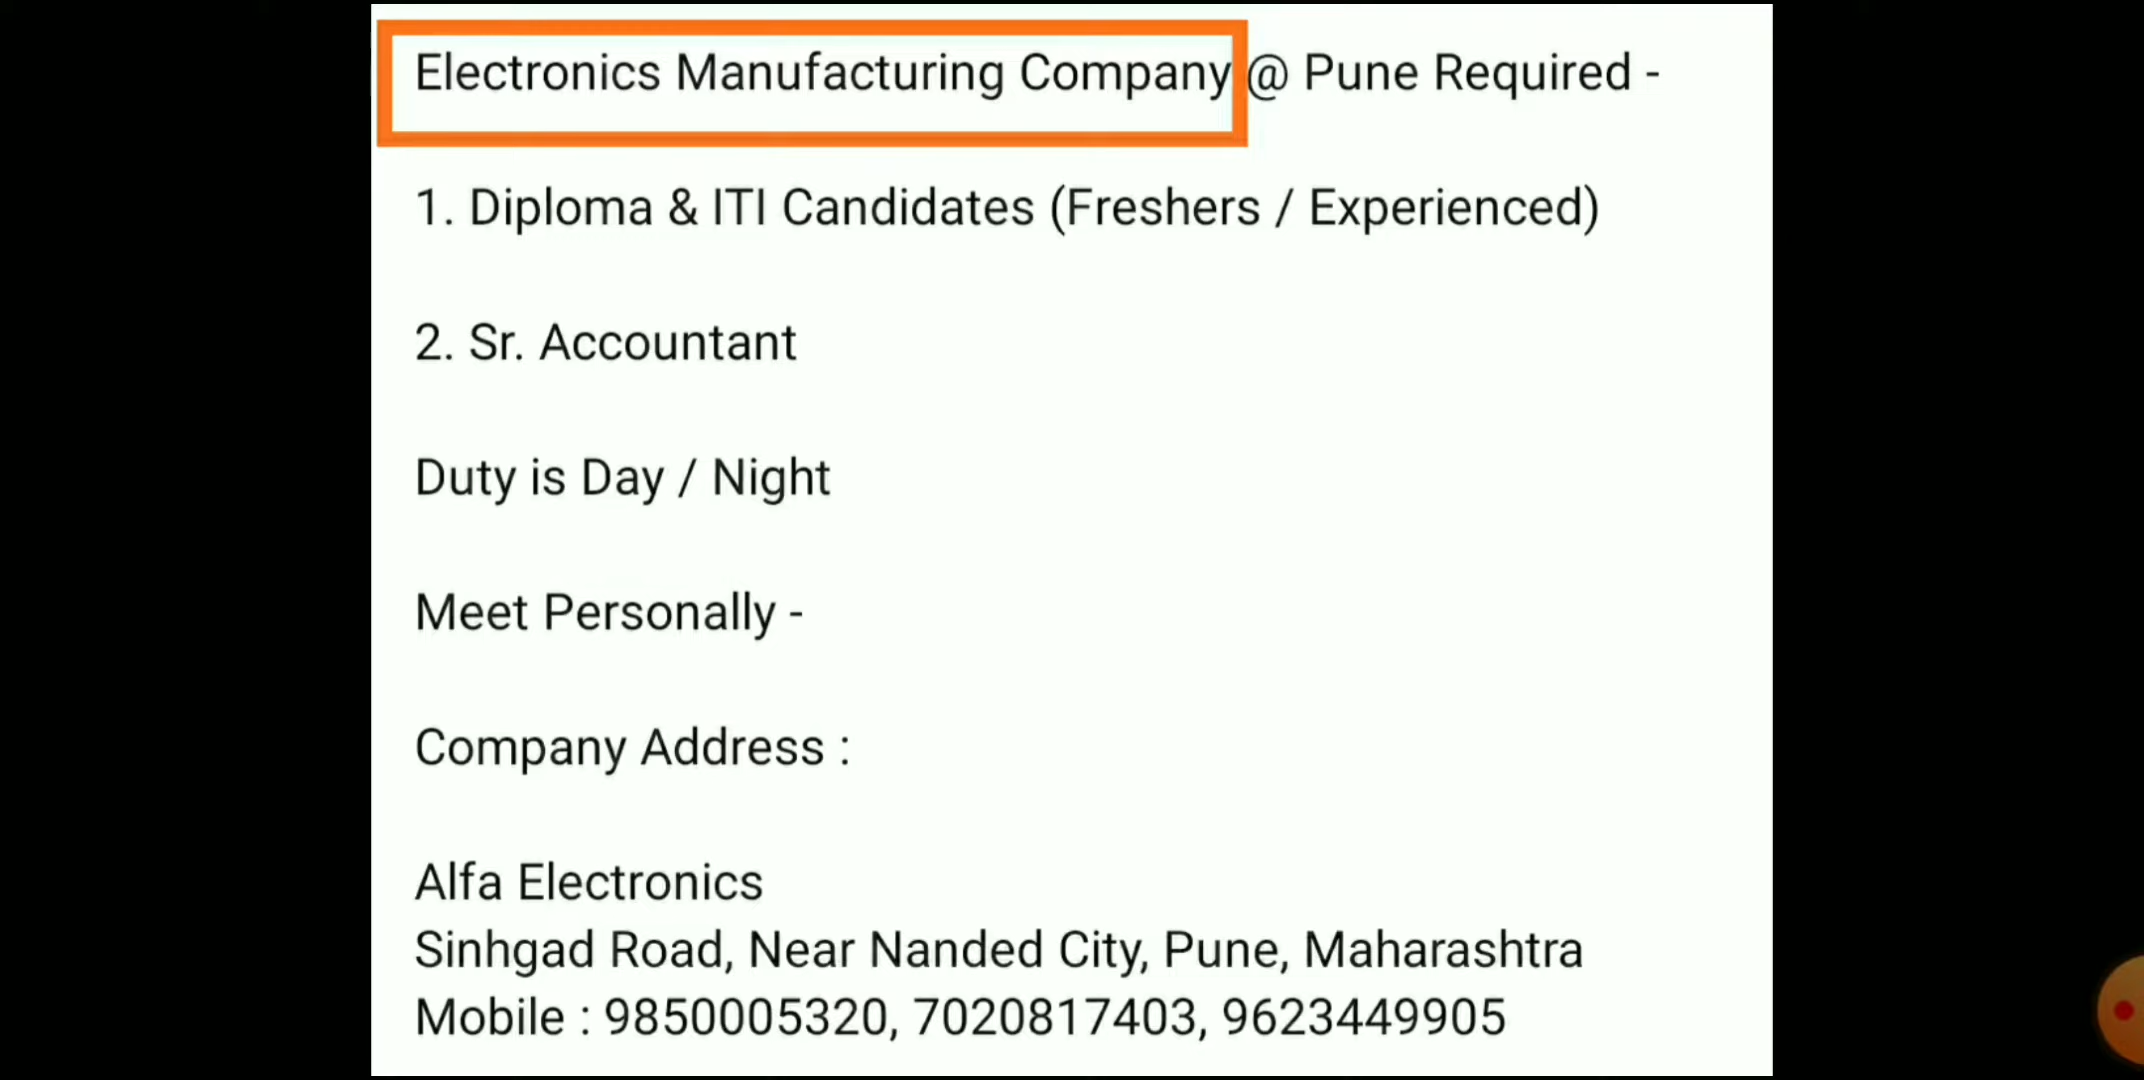 Electronics Manufacturing Company @ Pune Required -
1. Diploma & ITI Candidates (Freshers / Experienced)
2. Sr. Accountant
Duty is Day / Night
Meet Personally -
Company Address :
Alfa Electronics
Sinhgad Road, Near Nanded City, Pune, Maharashtra
Mobile : 9850005320, 7020817403, 9623449905